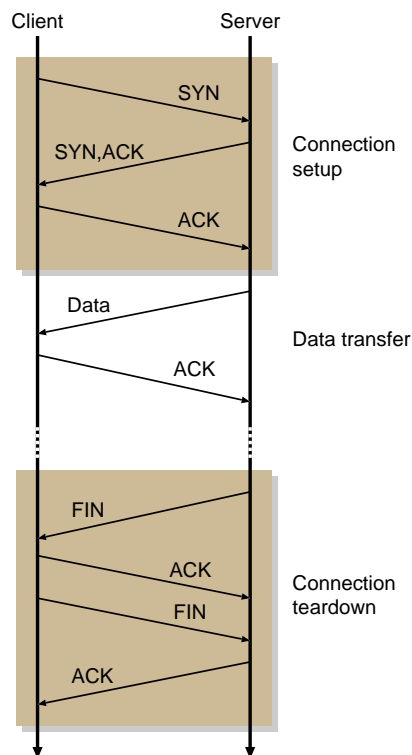 Client
Server
SYN
SYN,ACK
Connection
setup
ACK
Data
Data transfer
ACK
FIN
ACK
Connection
teardown
FIN
ACK